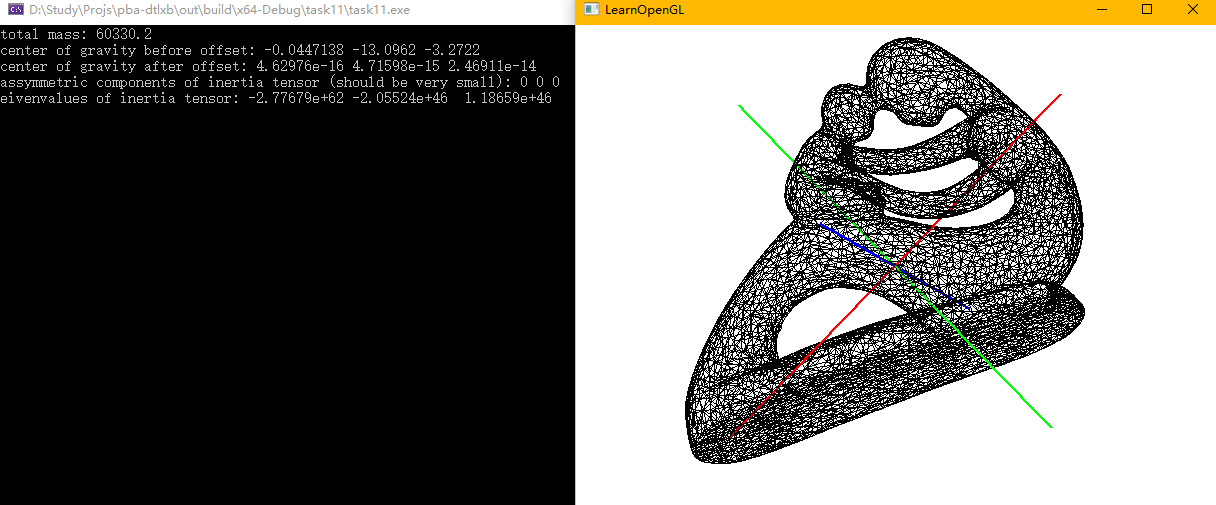 D:\Study\Projs\pba-dtlxb\out\build\x64-Debug\task11\task11.exe
LearnOpenGL
total mass: 60330.2
center of gravity before offset: -0.0447138 -13.0962 -3.2722
center of gravity after offset: 4.62976e-16 4.71598e-15 2.46911e-14
assymmetric components of inertia tensor (should be very small): 0 0 0
eivenvalues of inertia tensor: -2.77679e+62 -2.05524e+46  1.18659e+46